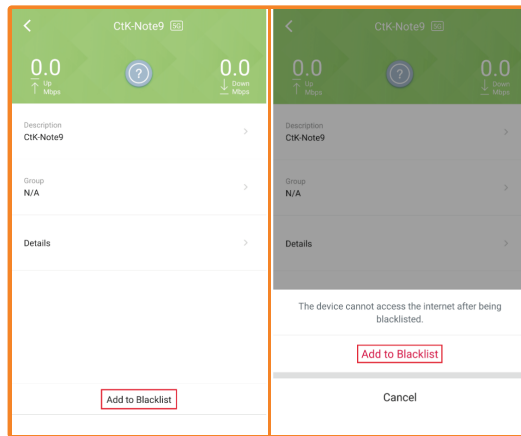 CtK-Note9 5G
0.0
Up
Mbps
?
0.0
Down
Mbps
Description
CtK-Note9
Group
N/A
Details
Add to Blacklist
CtK-Note9 5G
0.0
Up
Mbps
?
0.0
Down
Mbps
Description
CtK-Note9
Group
N/A
Details
The device cannot access the internet after being
blacklisted.
Add to Blacklist
Cancel